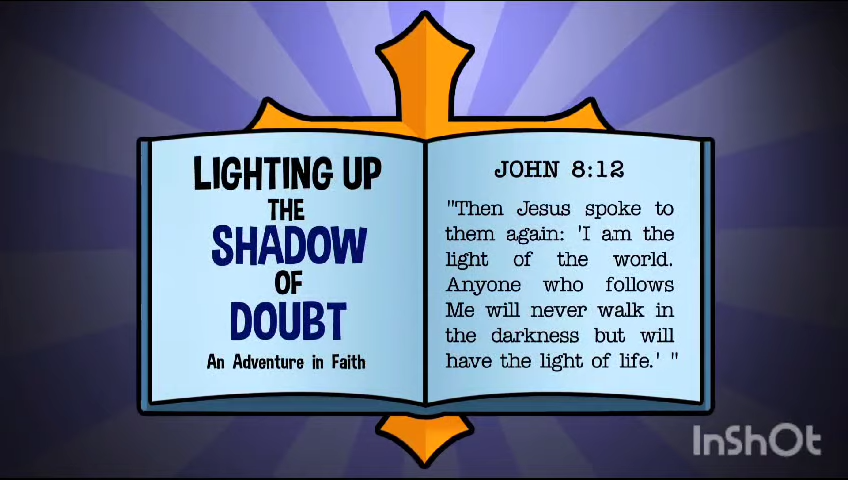 LIGHTING UP
THE
SHADOW
OF
DOUBT
An Adventure in Faith
JOHN 8:12
"Then Jesus spoke to
them again: 'I am the
light of the world.
Anyone who follows
Me will never walk in
the darkness but will
have the light of life.' "
InShOt